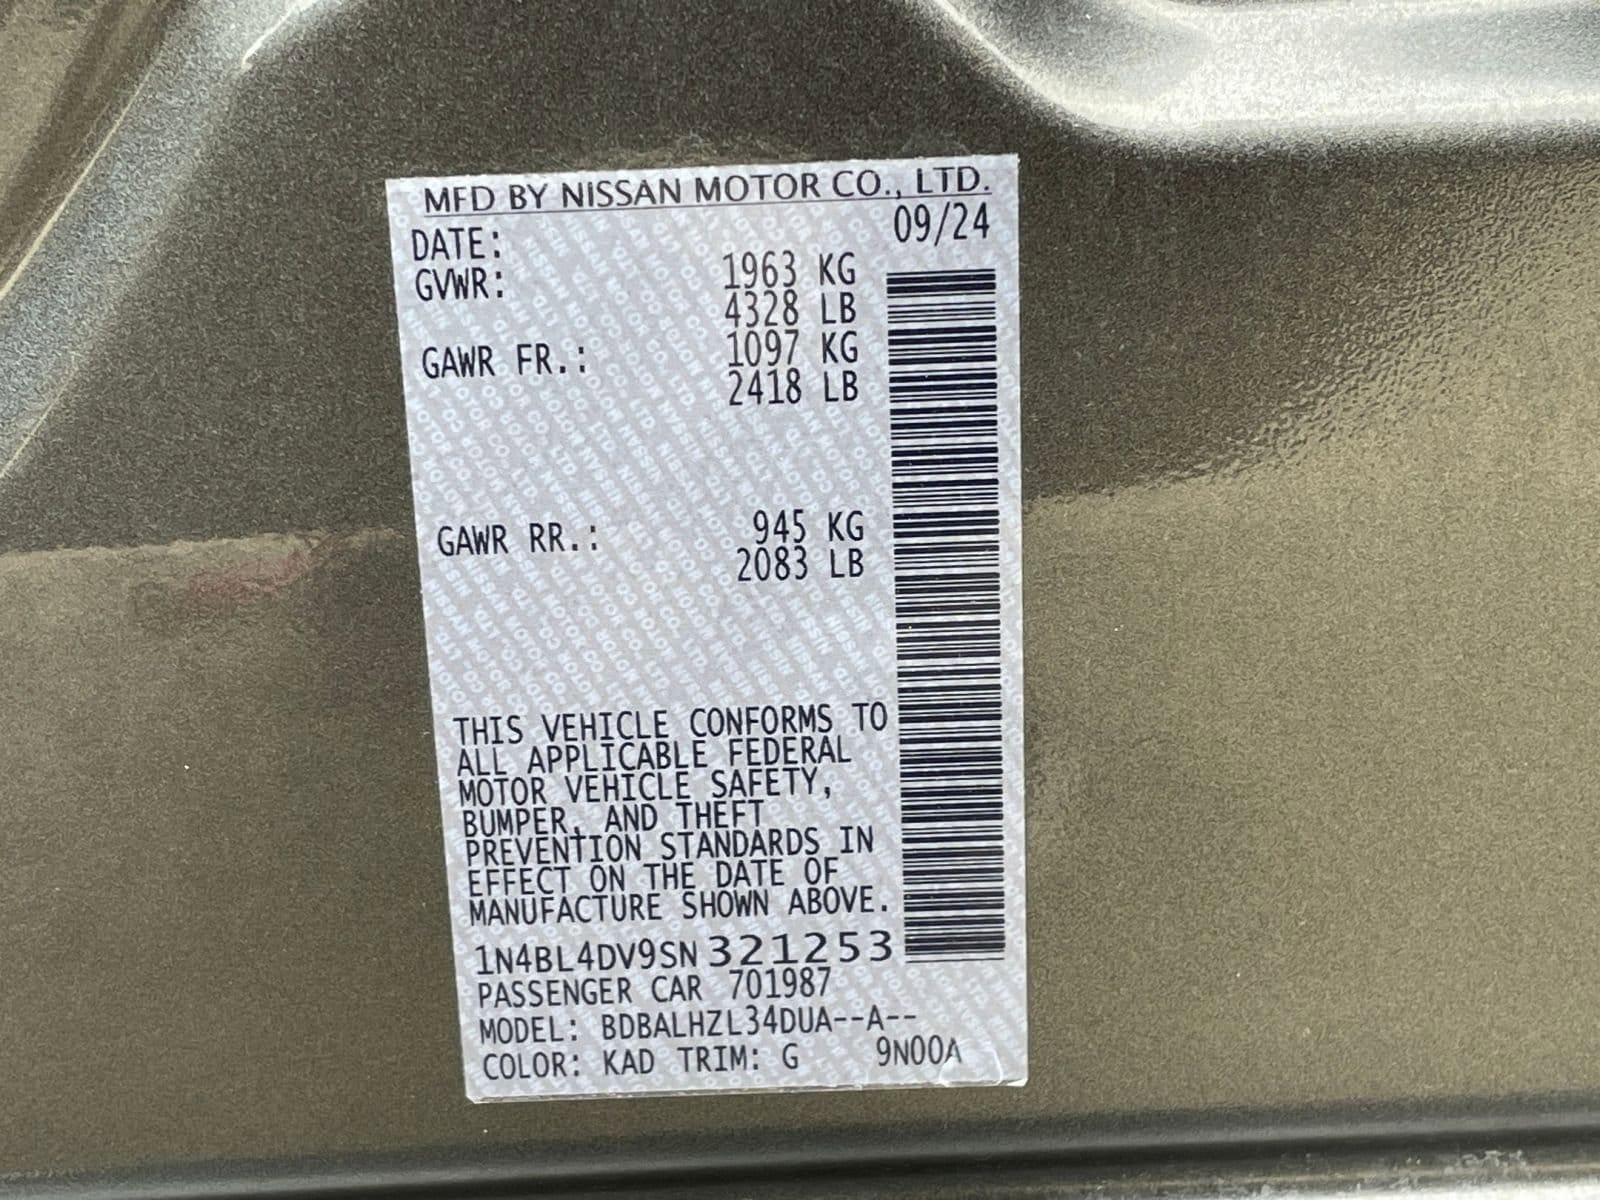 MFD BY NISSAN MOTOR CO., LTD.
DATE: 09/24
GVWR: 1963 KG
4328 LB
GAWR FR.: 1097 KG
2418 LB
GAWR RR.: 945 KG
2083 LB
THIS VEHICLE CONFORMS TO
ALL APPLICABLE FEDERAL
MOTOR VEHICLE SAFETY,
BUMPER, AND THEFT
PREVENTION STANDARDS IN
EFFECT ON THE DATE OF
MANUFACTURE SHOWN ABOVE.
1N4BL4DV9SN321253
PASSENGER CAR 701987
MODEL: BDBALHZL34DUA--A--
COLOR: KAD TRIM: G 9N00A